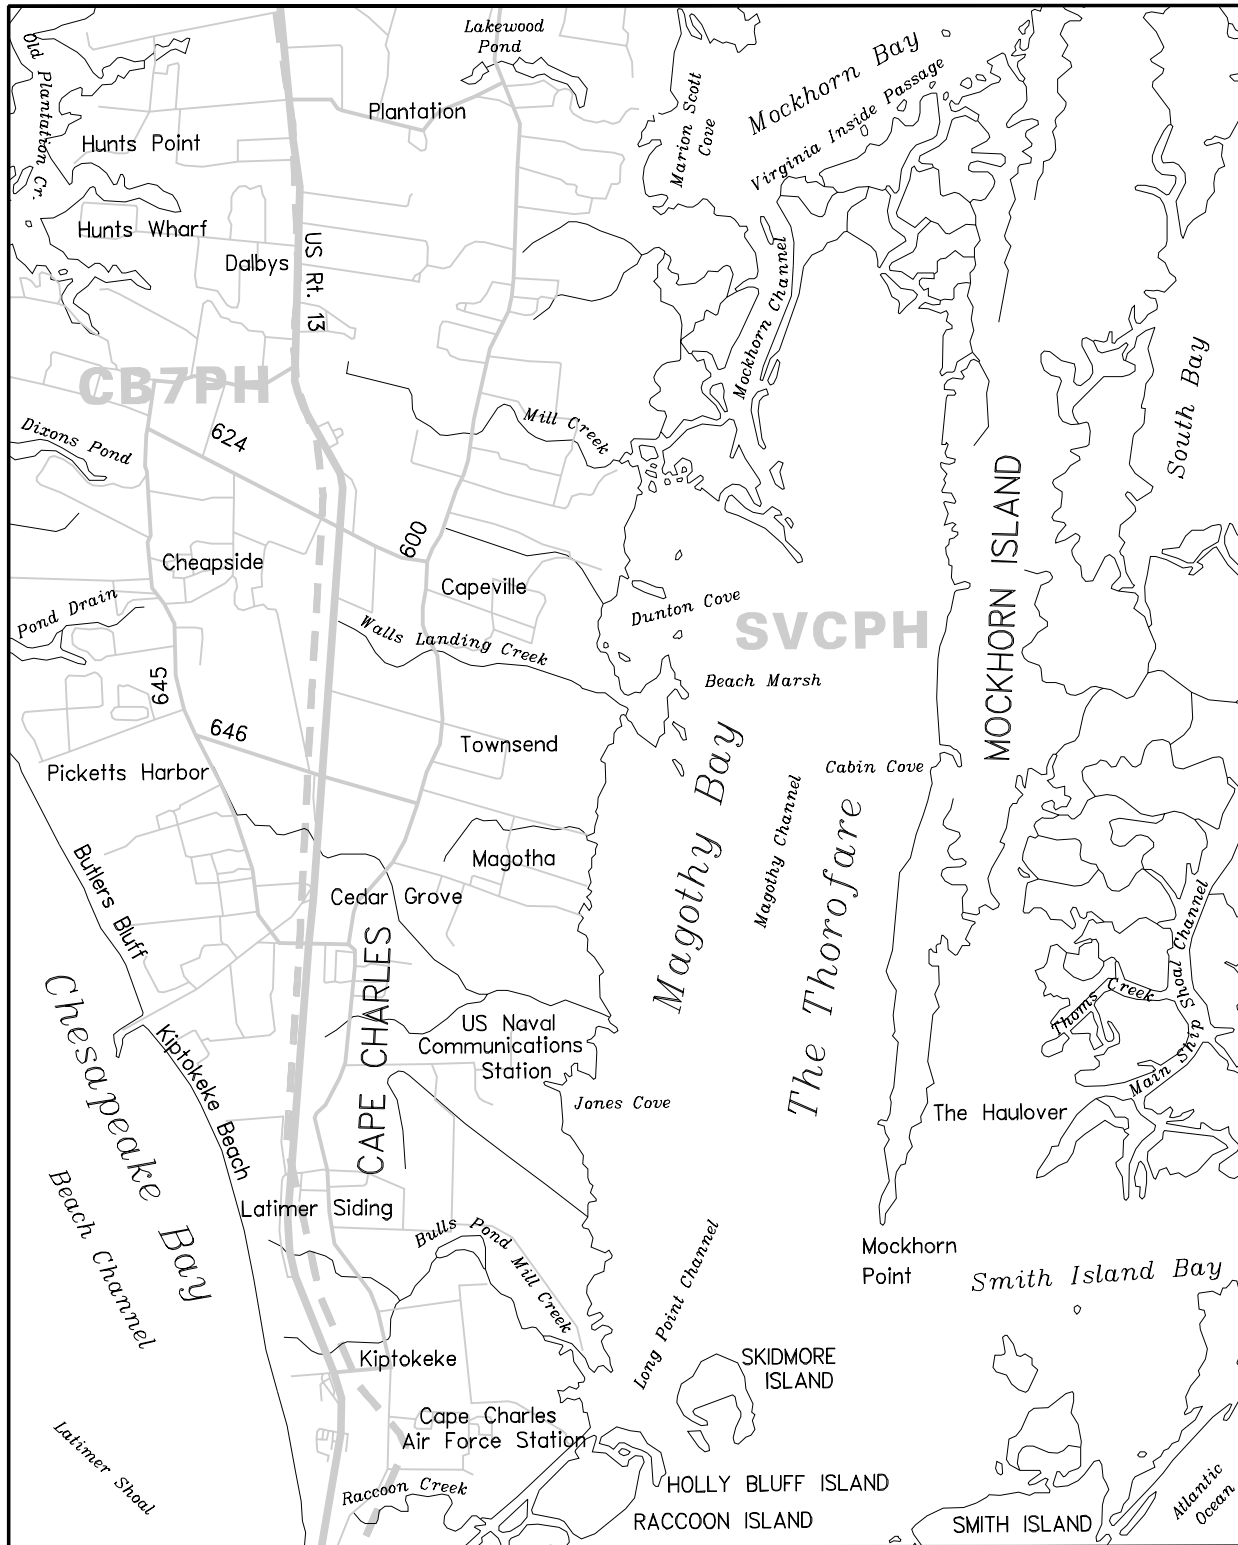 Lakewood
Pond
Mockhorn Bay
Old Plantation Cr.
Plantation
Marion Scott
Cove
Virginia Inside Passage
Hunts Point
Hunts Wharf
Dalbys
US Rt. 13
Mockhorn Channel
South Bay
CB7PH
624
Mill Creek
Dixons Pond
MOCKHORN ISLAND
600
Cheapside
Capeville
Dunton Cove
SVCPH
Pond Drain
Walls Landing Creek
Beach Marsh
645
646
Townsend
Magothy Bay
Cabin Cove
Picketts Harbor
Magothy Channel
The Thorofare
Butlers Bluff
Magotha
Cedar Grove
Main Ship Shoal Channel
CAPE CHARLES
Chesapeake Bay
Thoms Creek
US Naval
Communications
Station
Kiptokeke Beach
Jones Cove
The Haulover
Beach Channel
Latimer Siding
Bulls Pond Mill Creek
Long Point Channel
Mockhorn
Point
Smith Island Bay
Kiptokeke
SKIDMORE
ISLAND
Cape Charles
Air Force Station
Latimer Shoal
Raccoon Creek
HOLLY BLUFF ISLAND
RACCOON ISLAND
SMITH ISLAND
Atlantic
Ocean